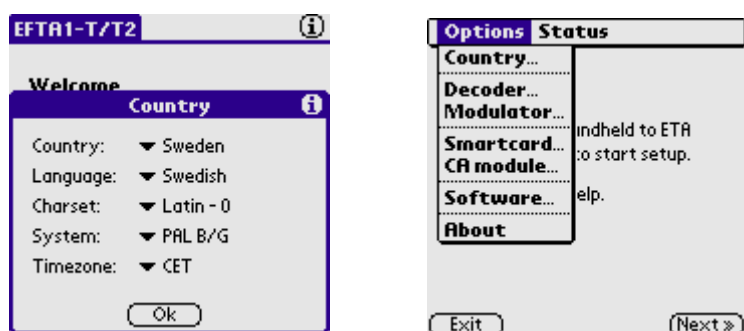 EFTA1-T/T2
Welcome
Country
Country: Sweden
Language: Swedish
Charset: Latin - 0
System: PAL B/G
Timezone: CET
Ok
Options Status
Country...
Decoder...
Modulator...
Smartcard...
CA module...
Software...
About
ndheld to ETA
to start setup.
elp.
Exit Next »